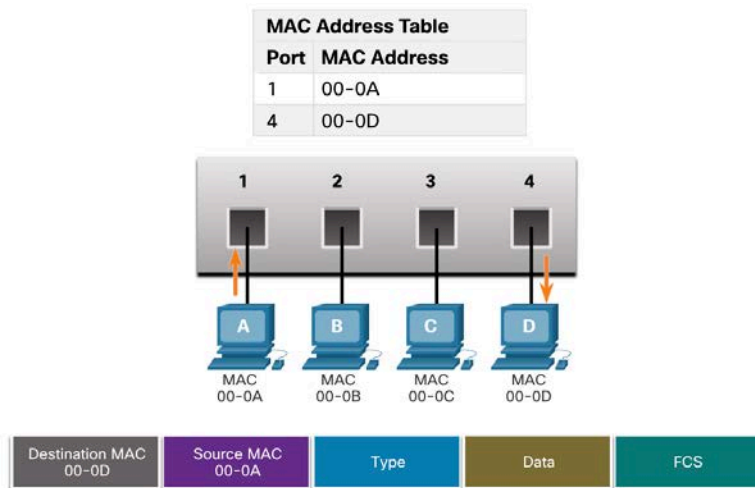 MAC Address Table
Port MAC Address
1 00-0A
4 00-0D
1 2 3 4
A B C D
MAC MAC MAC MAC
00-0A 00-0B 00-0C 00-0D
Destination MAC Source MAC Type Data FCS
00-0D 00-0A